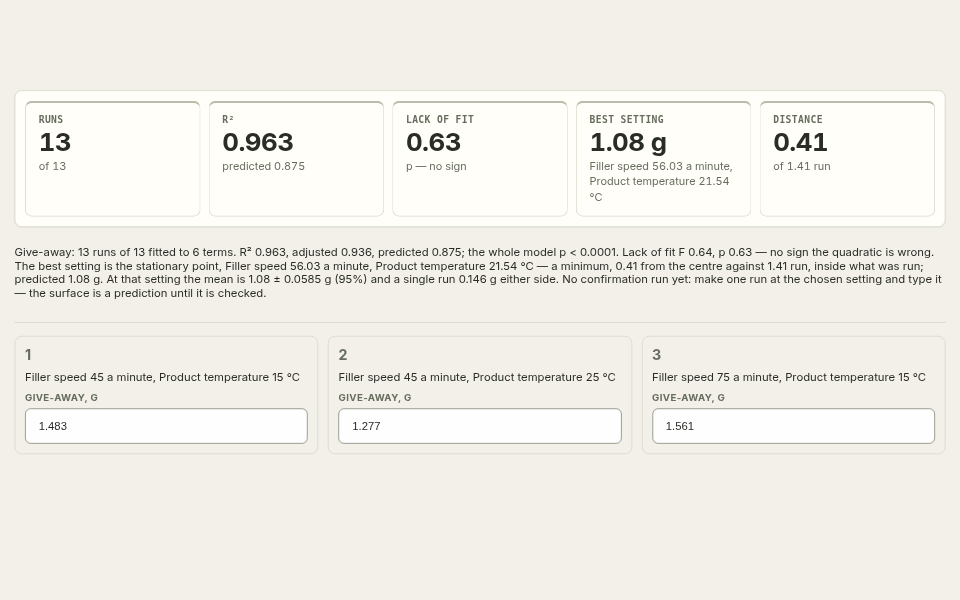 RUNS
13
of 13
R²
0.963
predicted 0.875
LACK OF FIT
0.63
p — no sign
BEST SETTING
1.08 g
Filler speed 56.03 a minute,
Product temperature 21.54
°C
DISTANCE
0.41
of 1.41 run
Give-away: 13 runs of 13 fitted to 6 terms. R² 0.963, adjusted 0.936, predicted 0.875; the whole model p < 0.0001. Lack of fit F 0.64, p 0.63 — no sign the quadratic is wrong.
The best setting is the stationary point, Filler speed 56.03 a minute, Product temperature 21.54 °C — a minimum, 0.41 from the centre against 1.41 run, inside what was run;
predicted 1.08 g. At that setting the mean is 1.08 ± 0.0585 g (95%) and a single run 0.146 g either side. No confirmation run yet: make one run at the chosen setting and type it
— the surface is a prediction until it is checked.
1
Filler speed 45 a minute, Product temperature 15 °C
GIVE-AWAY, G
1.483
2
Filler speed 45 a minute, Product temperature 25 °C
GIVE-AWAY, G
1.277
3
Filler speed 75 a minute, Product temperature 15 °C
GIVE-AWAY, G
1.561